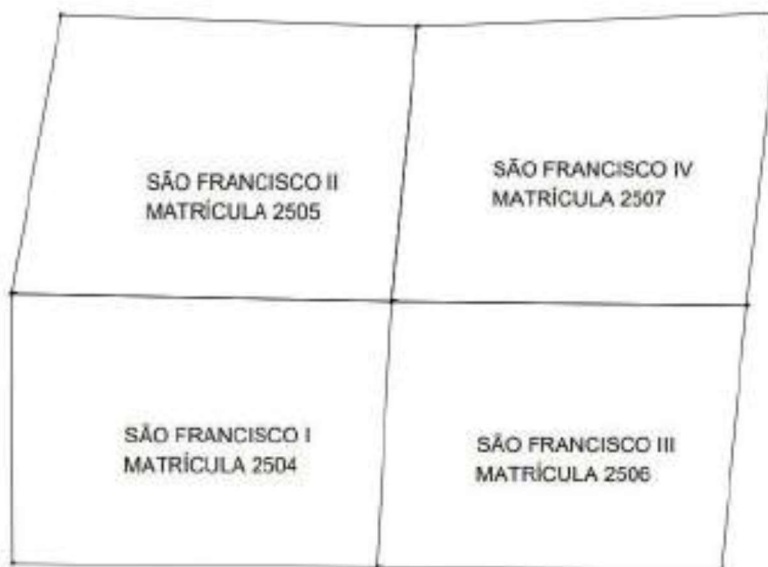 SÃO FRANCISCO II
MATRÍCULA 2505
SÃO FRANCISCO IV
MATRÍCULA 2507
SÃO FRANCISCO I
MATRÍCULA 2504
SÃO FRANCISCO III
MATRÍCULA 2506